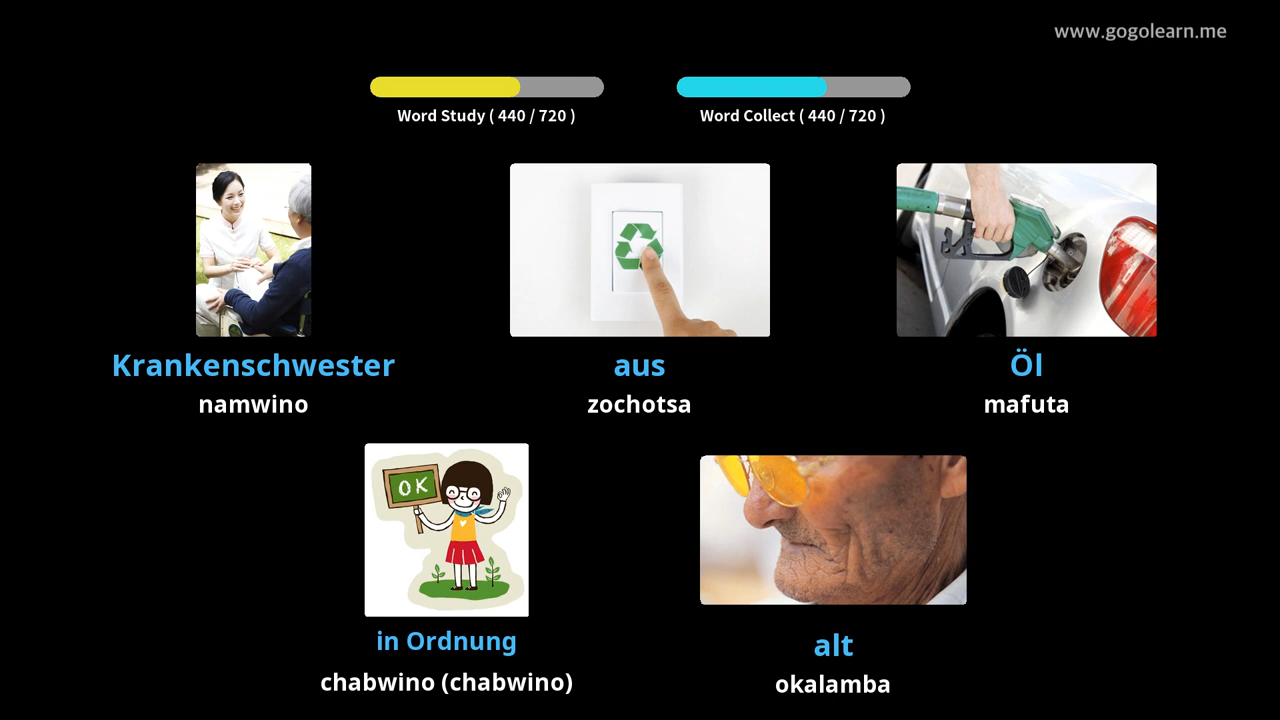 www.gogolearn.me
Word Study ( 440 / 720 )
Word Collect ( 440 / 720 )
Krankenschwester
namwino
aus
zochotsa
Öl
mafuta
OK
in Ordnung
chabwino (chabwino)
alt
okalamba